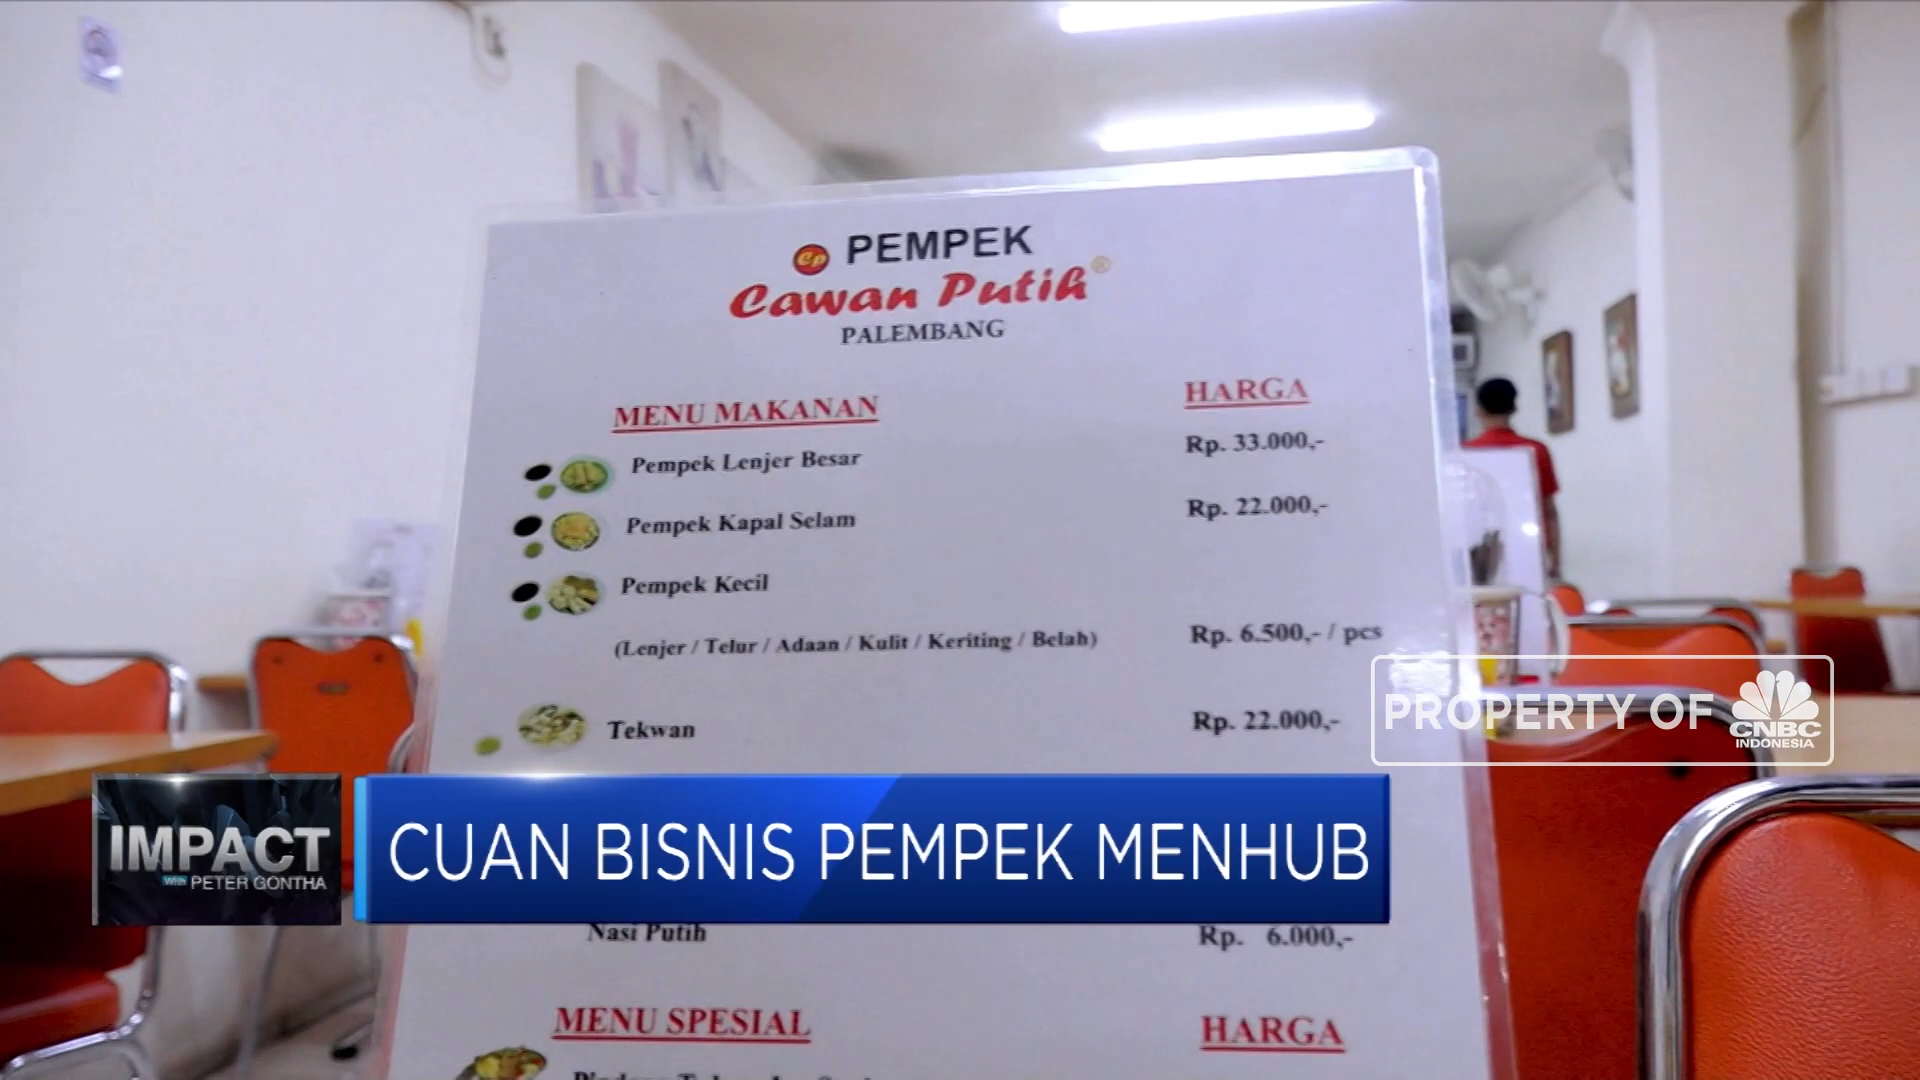 Cp PEMPEK
Cawan Putih®
PALEMBANG
MENU MAKANAN HARGA
Pempek Lenjer Besar Rp. 33.000,-
Pempek Kapal Selam Rp. 22.000,-
Pempek Kecil
(Lenjer / Telur / Adaan / Kulit / Keriting / Belah) Rp. 6.500,- / pcs
Tekwan Rp. 22.000,-
PROPERTY OF CNBC
INDONESIA
IMPACT
With PETER GONTHA
CUAN BISNIS PEMPEK MENHUB
Nasi Putih Rp. 6.000,-
MENU SPESIAL HARGA